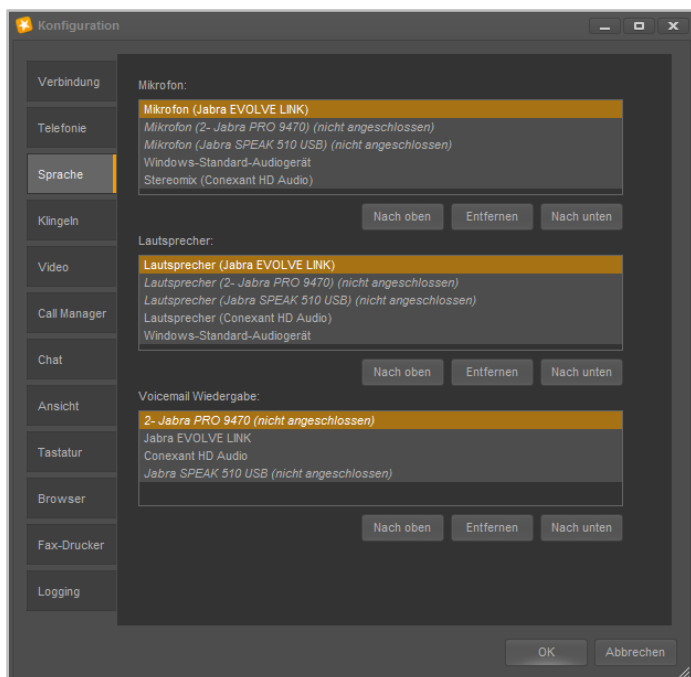 Konfiguration
Verbindung
Telefonie
Sprache
Klingeln
Video
Call Manager
Chat
Ansicht
Tastatur
Browser
Fax-Drucker
Logging
Mikrofon:
Mikrofon (Jabra EVOLVE LINK)
Mikrofon (2- Jabra PRO 9470) (nicht angeschlossen)
Mikrofon (Jabra SPEAK 510 USB) (nicht angeschlossen)
Windows-Standard-Audiogerät
Stereomix (Conexant HD Audio)
Nach oben Entfernen Nach unten
Lautsprecher:
Lautsprecher (Jabra EVOLVE LINK)
Lautsprecher (2- Jabra PRO 9470) (nicht angeschlossen)
Lautsprecher (Jabra SPEAK 510 USB) (nicht angeschlossen)
Lautsprecher (Conexant HD Audio)
Windows-Standard-Audiogerät
Nach oben Entfernen Nach unten
Voicemail Wiedergabe:
2- Jabra PRO 9470 (nicht angeschlossen)
Jabra EVOLVE LINK
Conexant HD Audio
Jabra SPEAK 510 USB (nicht angeschlossen)
Nach oben Entfernen Nach unten
OK Abbrechen